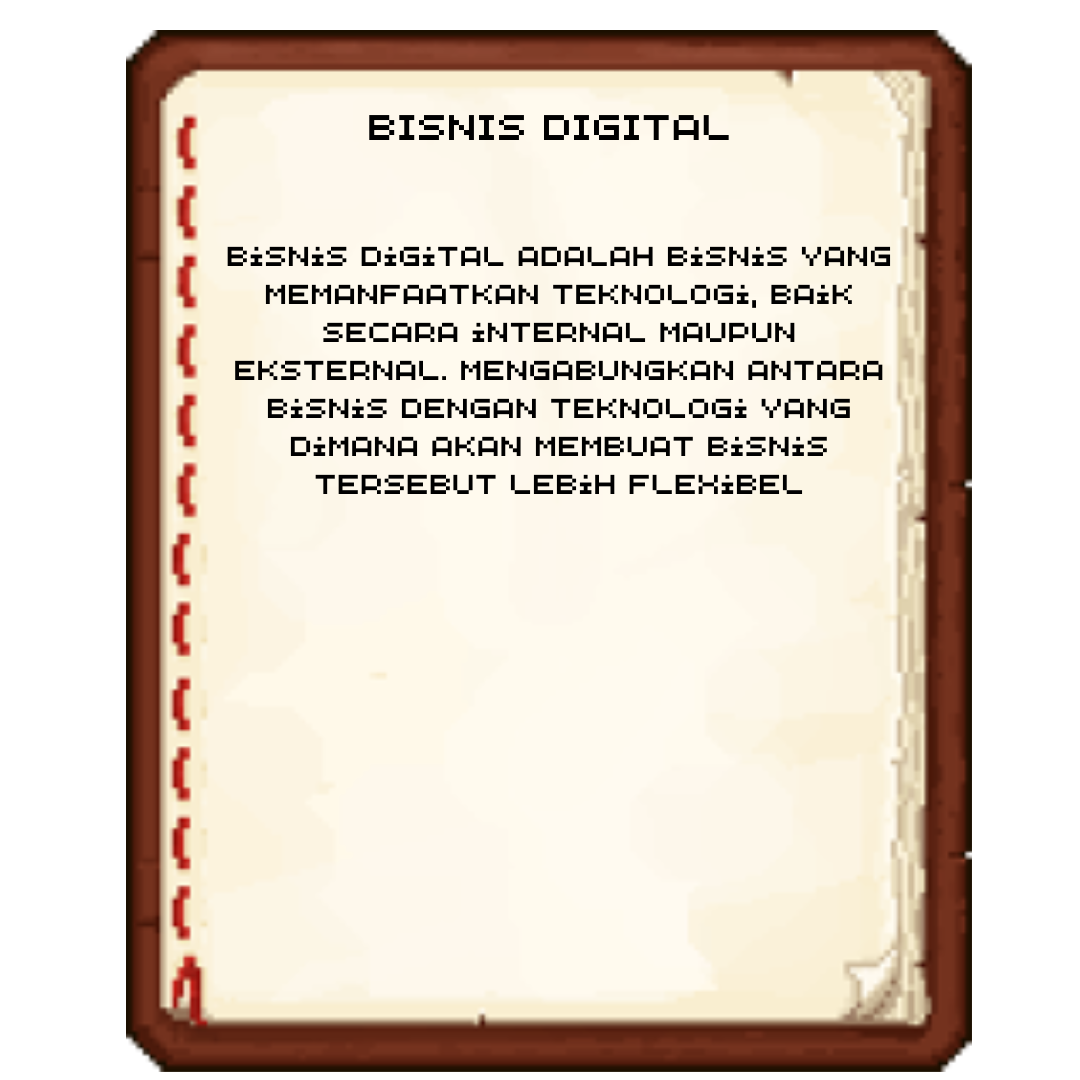 BISNIS DIGITAL
BiSNiS DiGiTAL ADALAH BiSNiS YANG
MEMANFAATKAN TEKNOLOGi, BAiK
SECARA iNTERNAL MAUPUN
EKSTERNAL. MENGABUNGKAN ANTARA
BiSNiS DENGAN TEKNOLOGi YANG
DiMANA AKAN MEMBUAT BiSNiS
TERSEBUT LEBiH FLEXiBEL